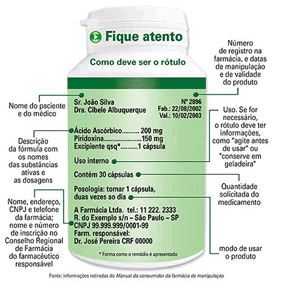 Fique atento
Como deve ser o rótulo
Número
de registro na
farmácia, e datas
de manipulação e
de validade
do produto
Nome do paciente
e do médico
Sr. João Silva
Dra. Cibele Albuquerque
Nº 2896
Fab.: 22/08/2002
Val.: 10/02/2003
Ácido Ascórbico ......... 200 mg
Piridoxina ................... 150 mg
Excipiente qsq* ......... 1 cápsula
Descrição
da fórmula com
os nomes das
substâncias
ativas e
as dosagens
Uso. Se for
necessário,
o rótulo deve ter
informações,
como "agite antes
de usar" ou
"conserve em
geladeira"
Uso interno
Contém 30 cápsulas
Quantidade
solicitada do
medicamento
Posologia: tomar 1 cápsula,
duas vezes ao dia
Nome, endereço,
CNPJ e telefone
da farmácia;
nome e número
de inscrição no
Conselho Regional
de Farmácia
do farmacêutico
responsável
A Farmácia Ltda. tel.: 11 222. 2333
R. do Exemplo s/n – São Paulo – SP
CNPJ 99.999.999/0001-99
Farm. responsável:
Dr. José Pereira CRF 00000
modo de usar o
produto
* Forma como o remédio é apresentado
Fonte: informações retiradas do Manual do consumidor da farmácia de manipulação